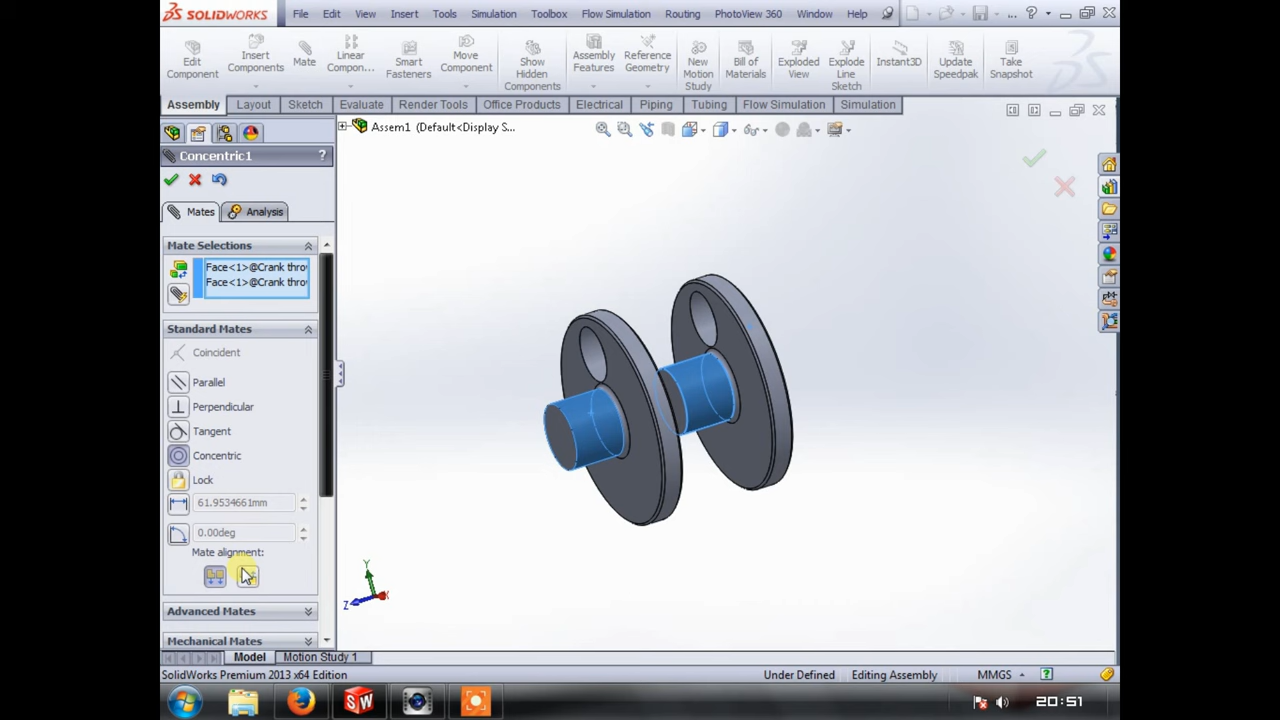 SOLIDWORKS File Edit View Insert Tools Simulation Toolbox Flow Simulation Routing PhotoView 360 Window Help
Edit Component
Insert Components
Mate
Linear Compon...
Smart Fasteners
Move Component
Show Hidden Components
Assembly Features
Reference Geometry
New Motion Study
Bill of Materials
Exploded View
Explode Line Sketch
Instant3D
Update Speedpak
Take Snapshot
Assembly Layout Sketch Evaluate Render Tools Office Products Electrical Piping Tubing Flow Simulation Simulation
Assem1 (Default<Display S...
Concentric1 ?
Mates Analysis
Mate Selections
Face<1>@Crank thro
Face<1>@Crank thro
Standard Mates
Coincident
Parallel
Perpendicular
Tangent
Concentric
Lock
61.9534661mm
0.00deg
Mate alignment:
Advanced Mates
Mechanical Mates
Y
Z
X
Model Motion Study 1
SolidWorks Premium 2013 x64 Edition Under Defined Editing Assembly MMGS
SW 20:51